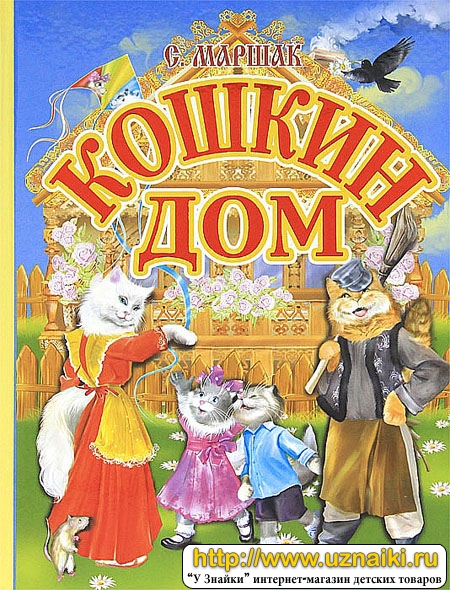 С. МАРШАК
КОШКИН
ДОМ
http://www.uznaiki.ru
“У Знайки” интернет-магазин детских товаров